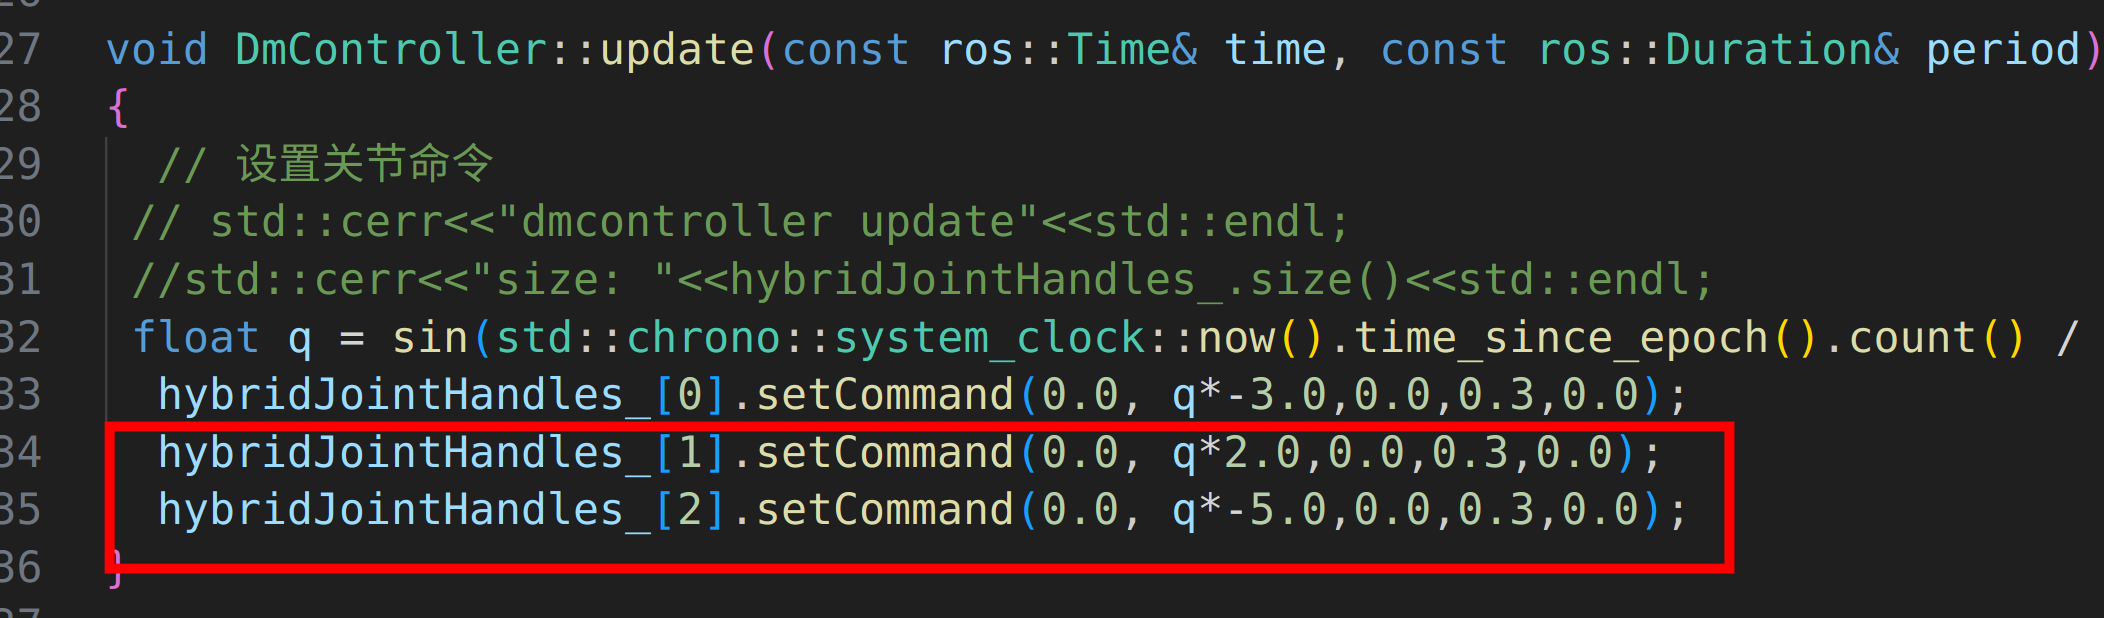 27 void DmController::update(const ros::Time& time, const ros::Duration& period)
28 {
29 // 设置关节命令
30 // std::cerr<<"dmcontroller update"<<std::endl;
31 //std::cerr<<"size: "<<hybridJointHandles_.size()<<std::endl;
32 float q = sin(std::chrono::system_clock::now().time_since_epoch().count() /
33 hybridJointHandles_[0].setCommand(0.0, q*-3.0,0.0,0.3,0.0);
34 hybridJointHandles_[1].setCommand(0.0, q*2.0,0.0,0.3,0.0);
35 hybridJointHandles_[2].setCommand(0.0, q*-5.0,0.0,0.3,0.0);
36 }